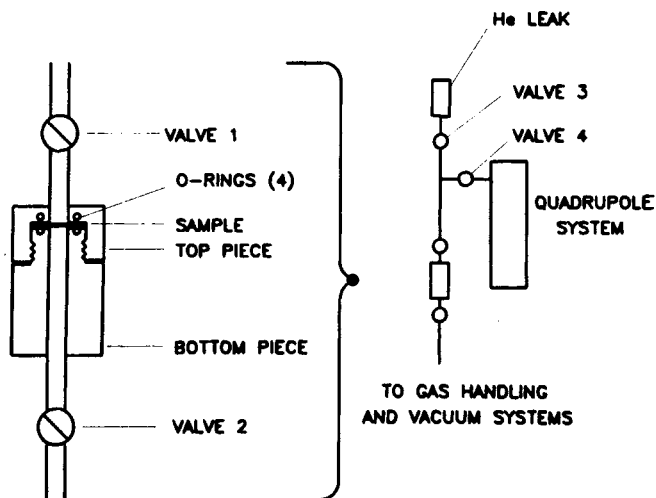 He LEAK
VALVE 3
VALVE 4
QUADRUPOLE
SYSTEM
TO GAS HANDLING
AND VACUUM SYSTEMS
VALVE 1
O-RINGS (4)
SAMPLE
TOP PIECE
BOTTOM PIECE
VALVE 2